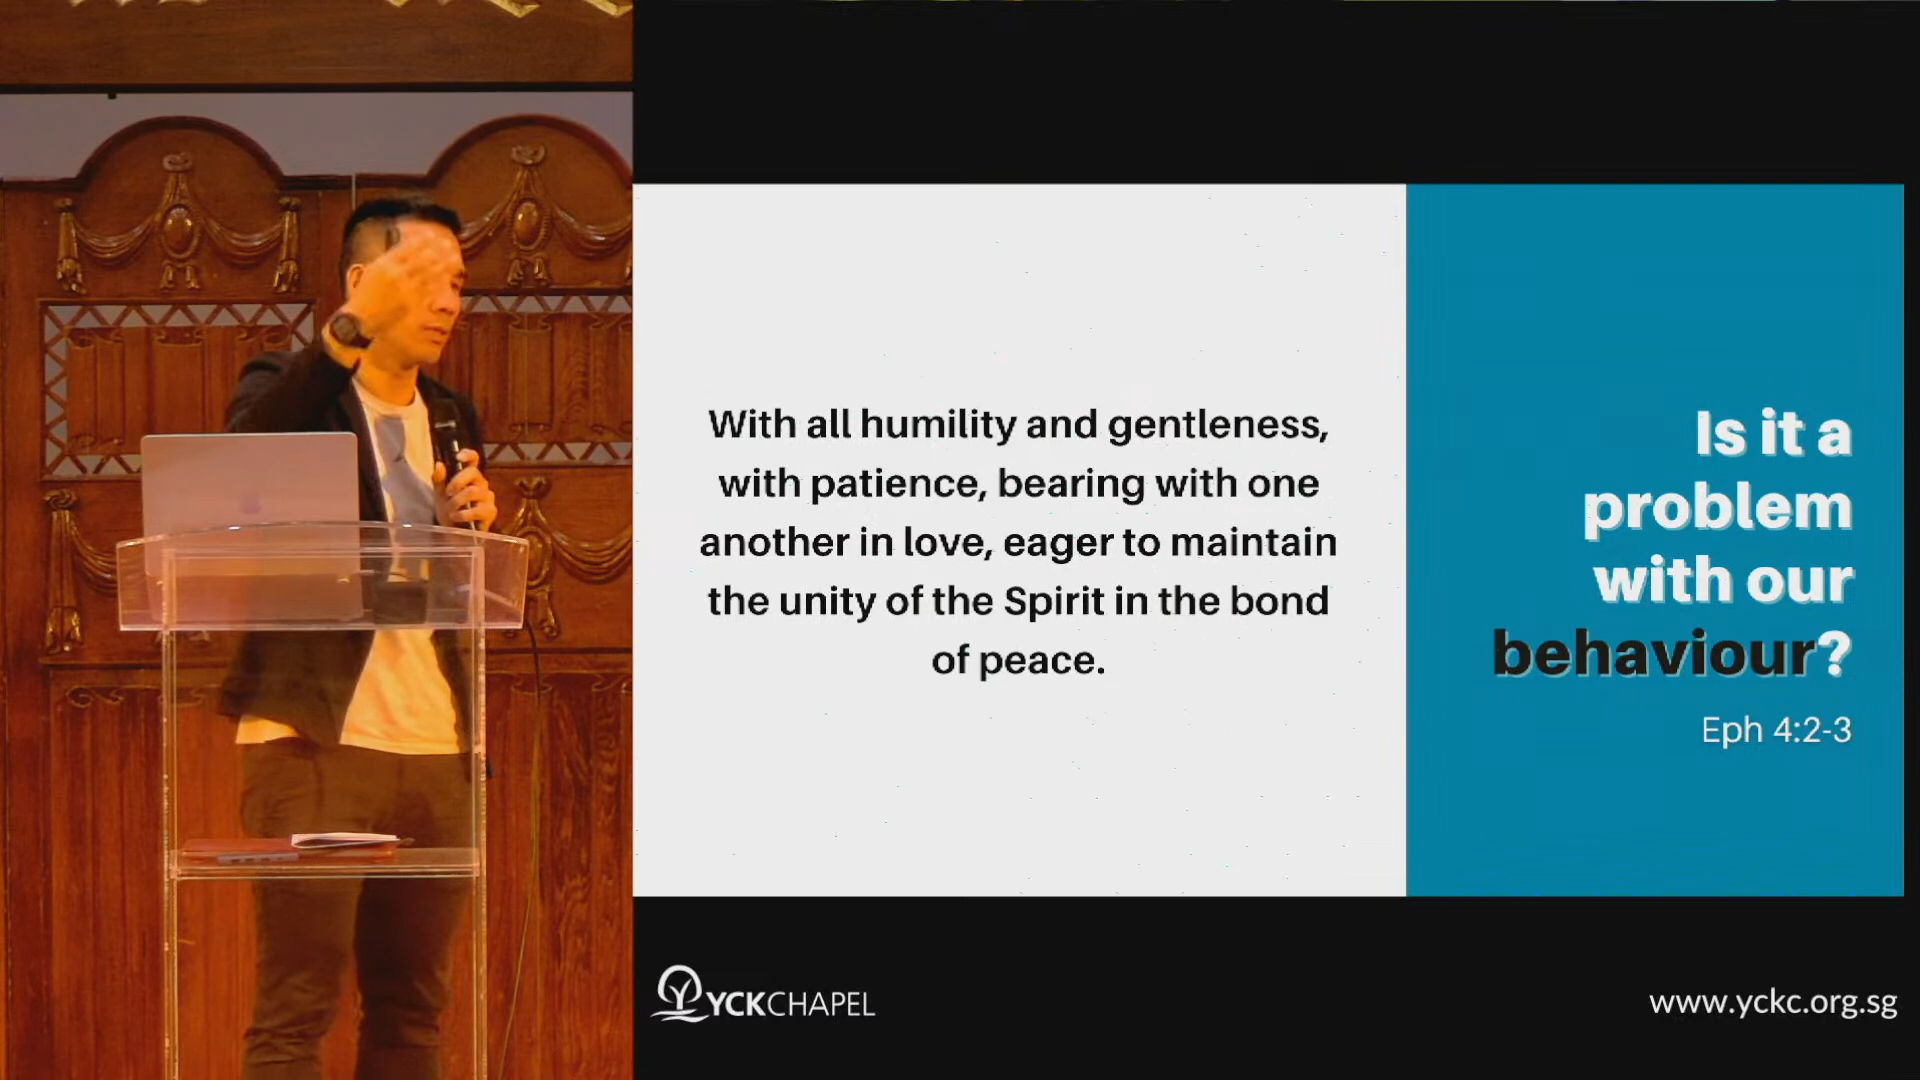 With all humility and gentleness,
with patience, bearing with one
another in love, eager to maintain
the unity of the Spirit in the bond
of peace.
Is it a
problem
with our
behaviour?
Eph 4:2-3
YCKCHAPEL
www.yckc.org.sg